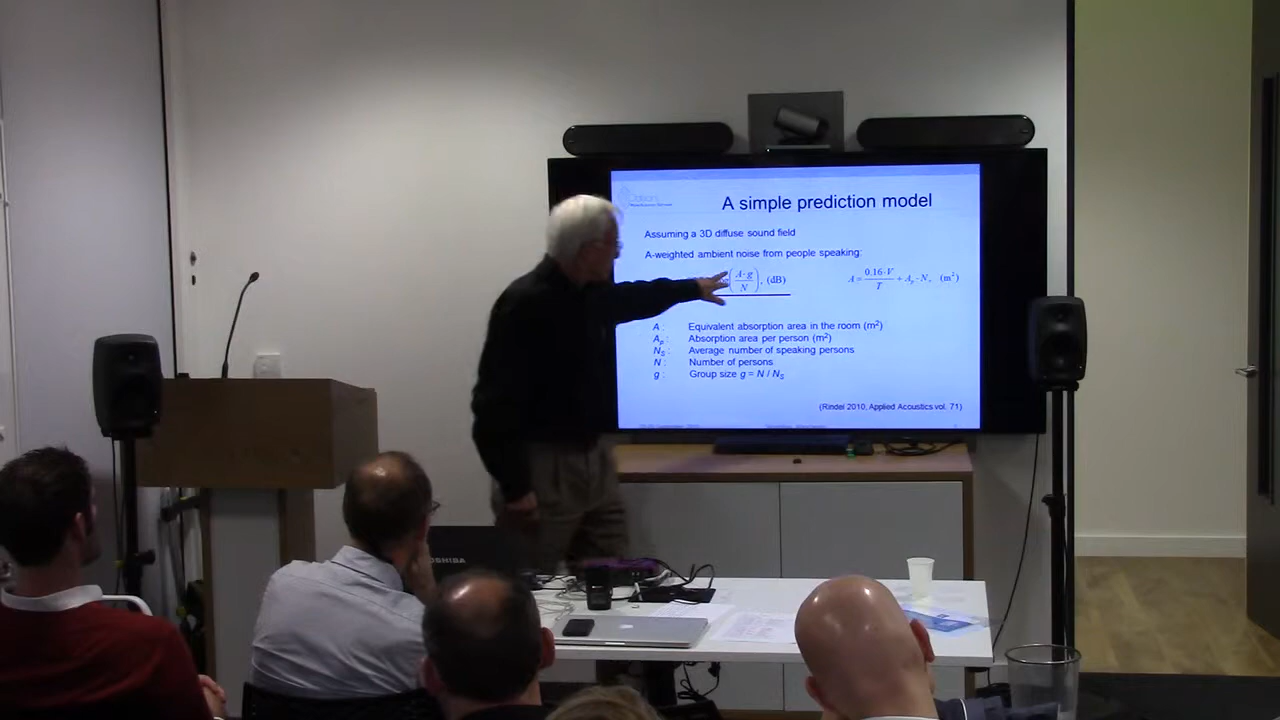 A simple prediction model
Assuming a 3D diffuse sound field
A-weighted ambient noise from people speaking:
(A·g/N), (dB)
A = 0.16·V/T + Ap·N, (m²)
A : Equivalent absorption area in the room (m²)
Ap : Absorption area per person (m²)
NS : Average number of speaking persons
N : Number of persons
g : Group size g = N / NS
(Rindel 2010, Applied Acoustics vol. 71)
OSHIBA